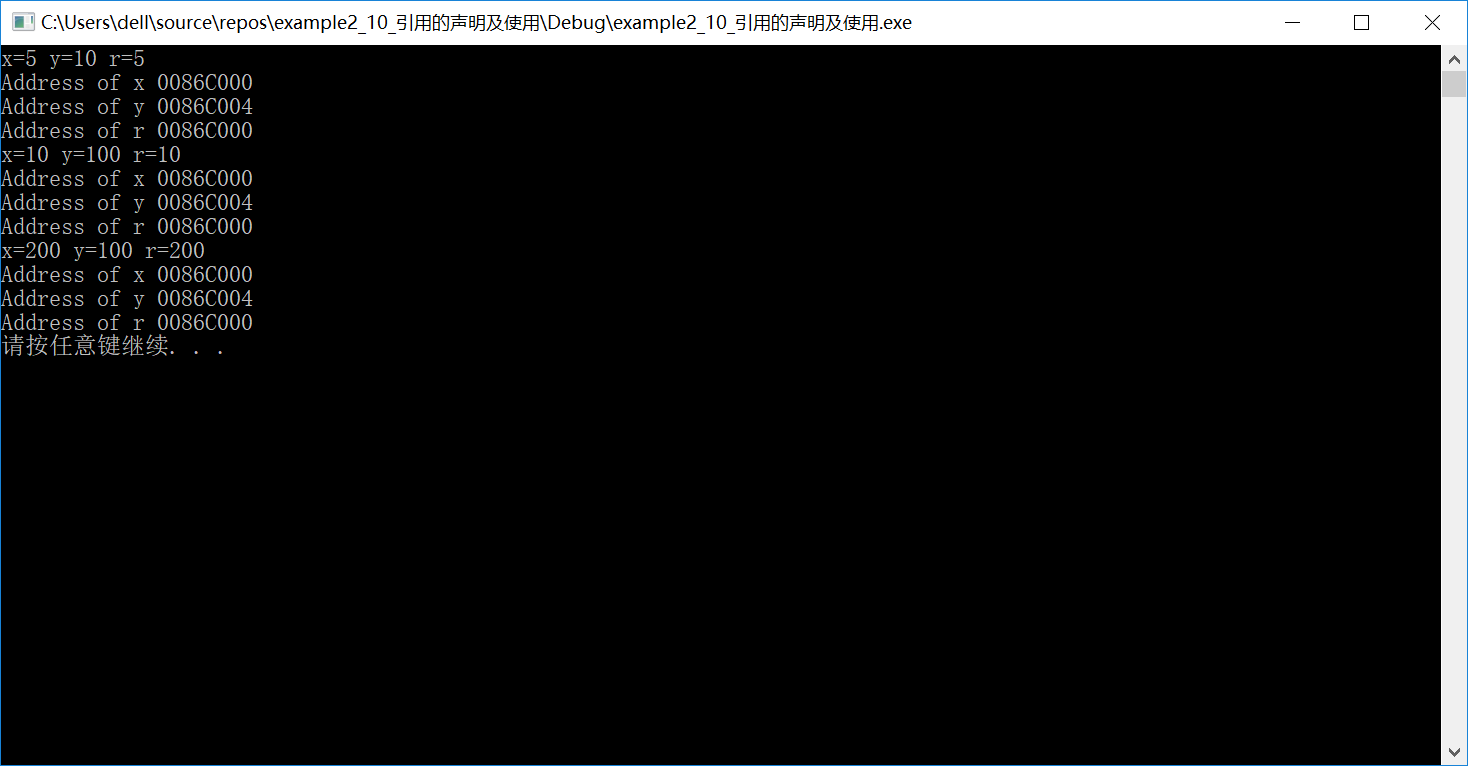 C:\Users\dell\source\repos\example2_10_引用的声明及使用\Debug\example2_10_引用的声明及使用.exe
x=5 y=10 r=5
Address of x 0086C000
Address of y 0086C004
Address of r 0086C000
x=10 y=100 r=10
Address of x 0086C000
Address of y 0086C004
Address of r 0086C000
x=200 y=100 r=200
Address of x 0086C000
Address of y 0086C004
Address of r 0086C000
请按任意键继续. . .